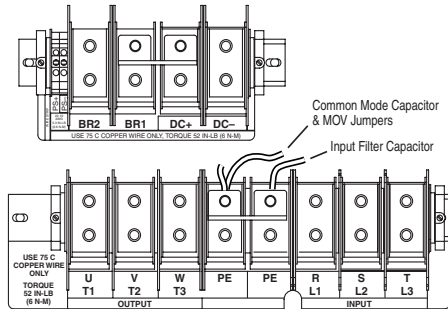 PS+
PS-
BR2 BR1 DC+ DC–
USE 75 C COPPER WIRE ONLY, TORQUE 52 IN-LB (6 N-M)
Common Mode Capacitor
& MOV Jumpers
Input Filter Capacitor
USE 75 C
COPPER WIRE
ONLY
TORQUE
52 IN-LB
(6 N-M)
U V W PE PE R S T
T1 T2 T3 L1 L2 L3
OUTPUT INPUT